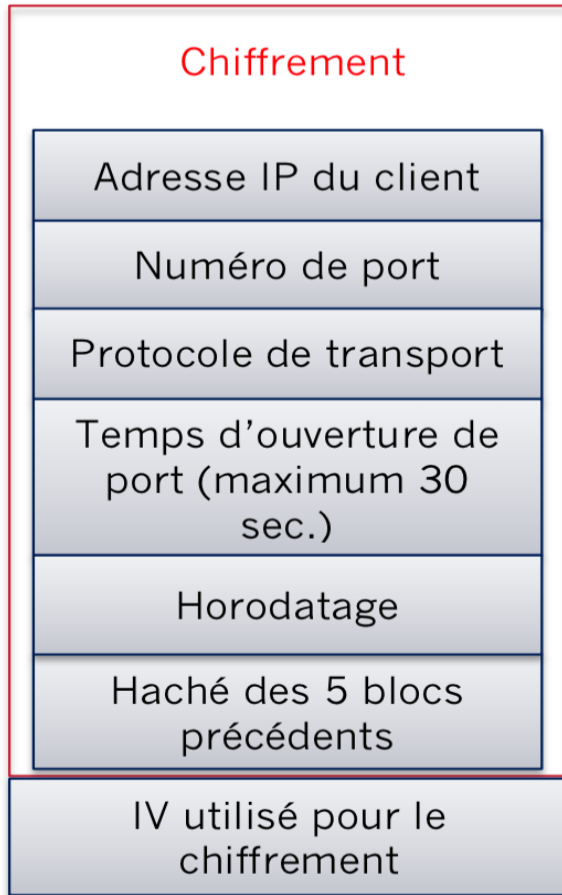 Chiffrement
Adresse IP du client
Numéro de port
Protocole de transport
Temps d’ouverture de
port (maximum 30
sec.)
Horodatage
Haché des 5 blocs
précédents
IV utilisé pour le
chiffrement